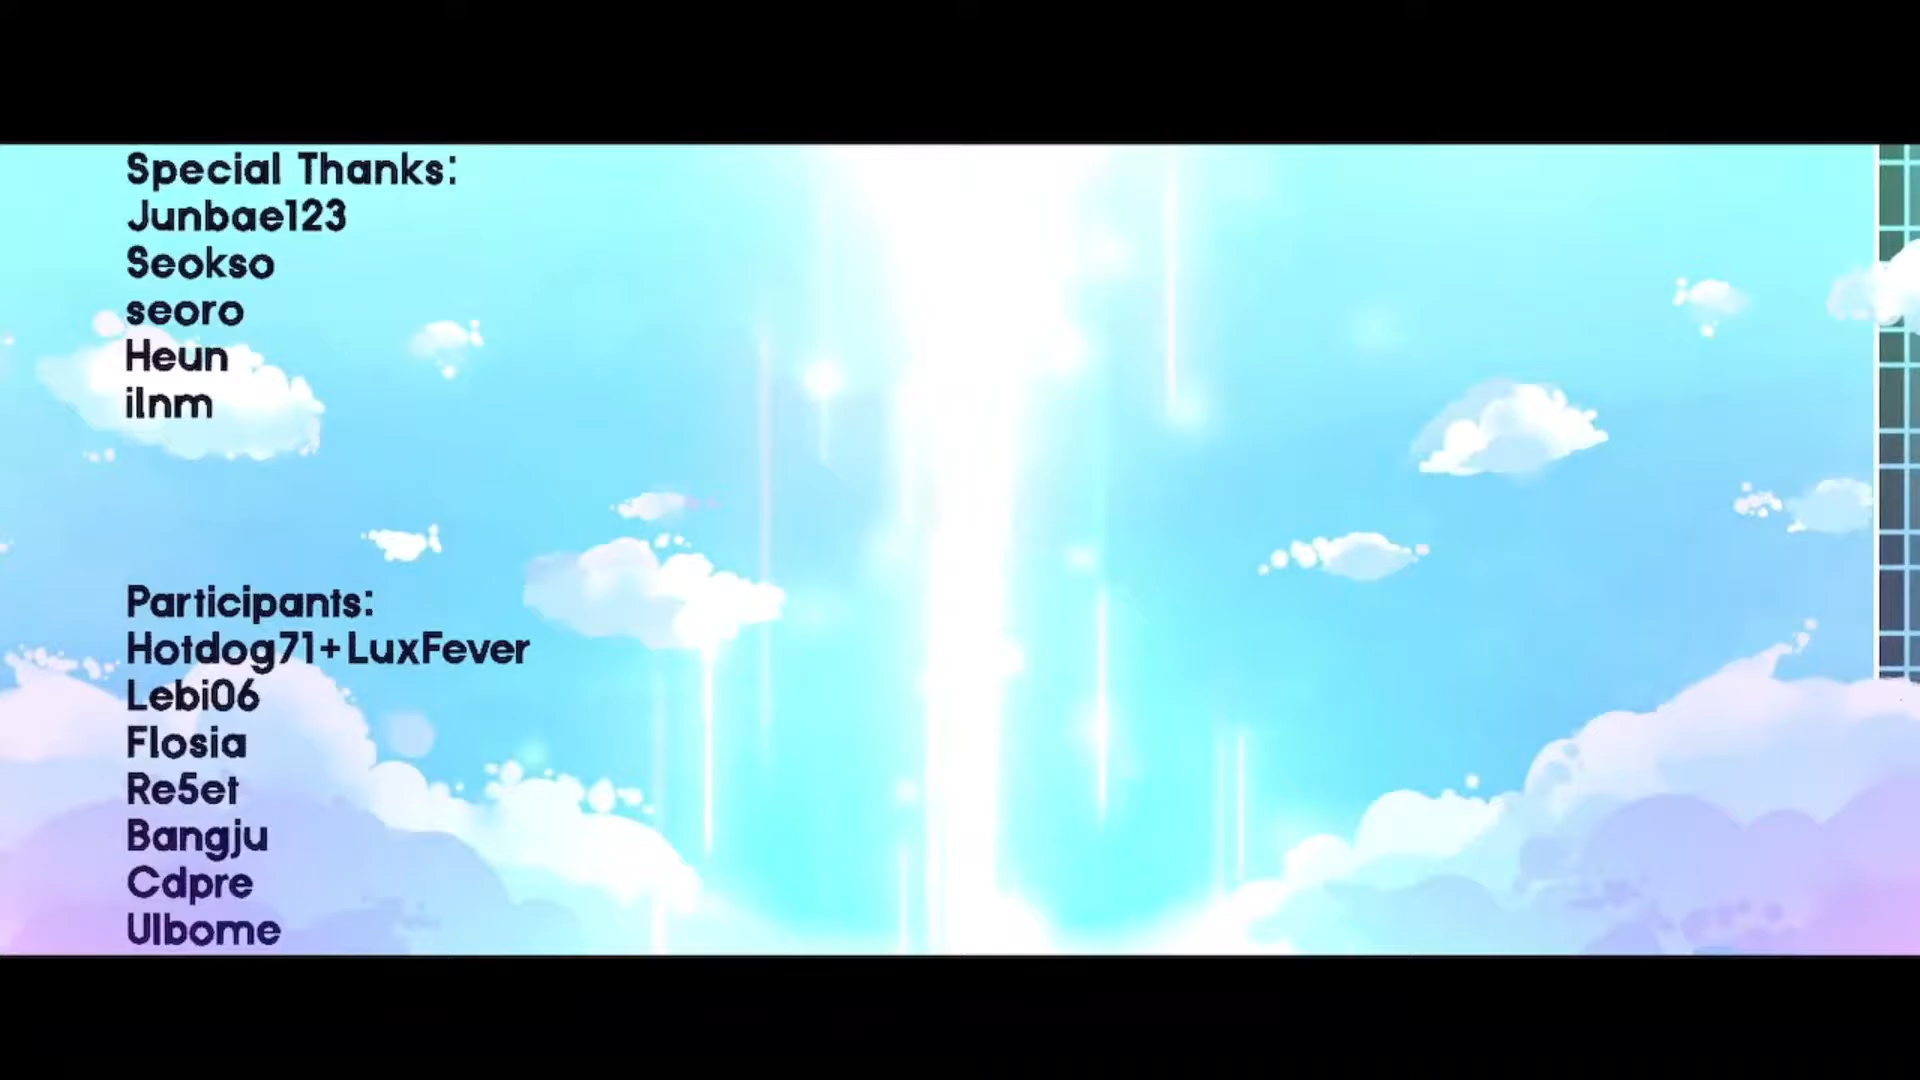 Special Thanks:
Junbae123
Seokso
seoro
Heun
ilnm
Participants:
Hotdog71+LuxFever
Lebi06
Flosia
Re5et
Bangju
Cdpre
Ulbome